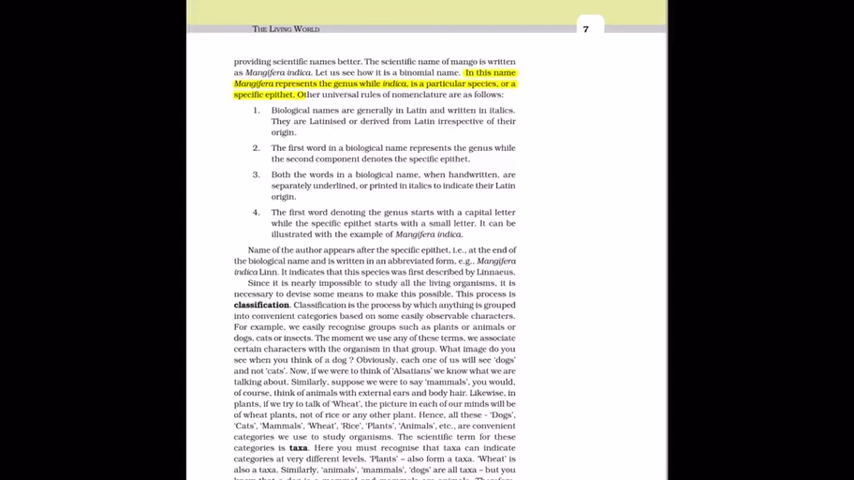 THE LIVING WORLD
7
providing scientific names better. The scientific name of mango is written
as Mangifera indica. Let us see how it is a binomial name. In this name
Mangifera represents the genus while indica, is a particular species, or a
specific epithet. Other universal rules of nomenclature are as follows:
1. Biological names are generally in Latin and written in italics.
They are Latinised or derived from Latin irrespective of their
origin.
2. The first word in a biological name represents the genus while
the second component denotes the specific epithet.
3. Both the words in a biological name, when handwritten, are
separately underlined, or printed in italics to indicate their Latin
origin.
4. The first word denoting the genus starts with a capital letter
while the specific epithet starts with a small letter. It can be
illustrated with the example of Mangifera indica.
Name of the author appears after the specific epithet, i.e., at the end of
the biological name and is written in an abbreviated form, e.g., Mangifera
indica Linn. It indicates that this species was first described by Linnaeus.
Since it is nearly impossible to study all the living organisms, it is
necessary to devise some means to make this possible. This process is
classification. Classification is the process by which anything is grouped
into convenient categories based on some easily observable characters.
For example, we easily recognise groups such as plants or animals or
dogs, cats or insects. The moment we use any of these terms, we associate
certain characters with the organism in that group. What image do you
see when you think of a dog ? Obviously, each one of us will see 'dogs'
and not 'cats'. Now, if we were to think of 'Alsatians' we know what we are
talking about. Similarly, suppose we were to say 'mammals', you would,
of course, think of animals with external ears and body hair. Likewise, in
plants, if we try to talk of 'Wheat', the picture in each of our minds will be
of wheat plants, not of rice or any other plant. Hence, all these - 'Dogs',
'Cats', 'Mammals', 'Wheat', 'Rice', 'Plants', 'Animals', etc., are convenient
categories we use to study organisms. The scientific term for these
categories is taxa. Here you must recognise that taxa can indicate
categories at very different levels. 'Plants' – also form a taxa. 'Wheat' is
also a taxa. Similarly, 'animals', 'mammals', 'dogs' are all taxa – but you
know that a dog is a mammal and mammals are animals. Therefore,